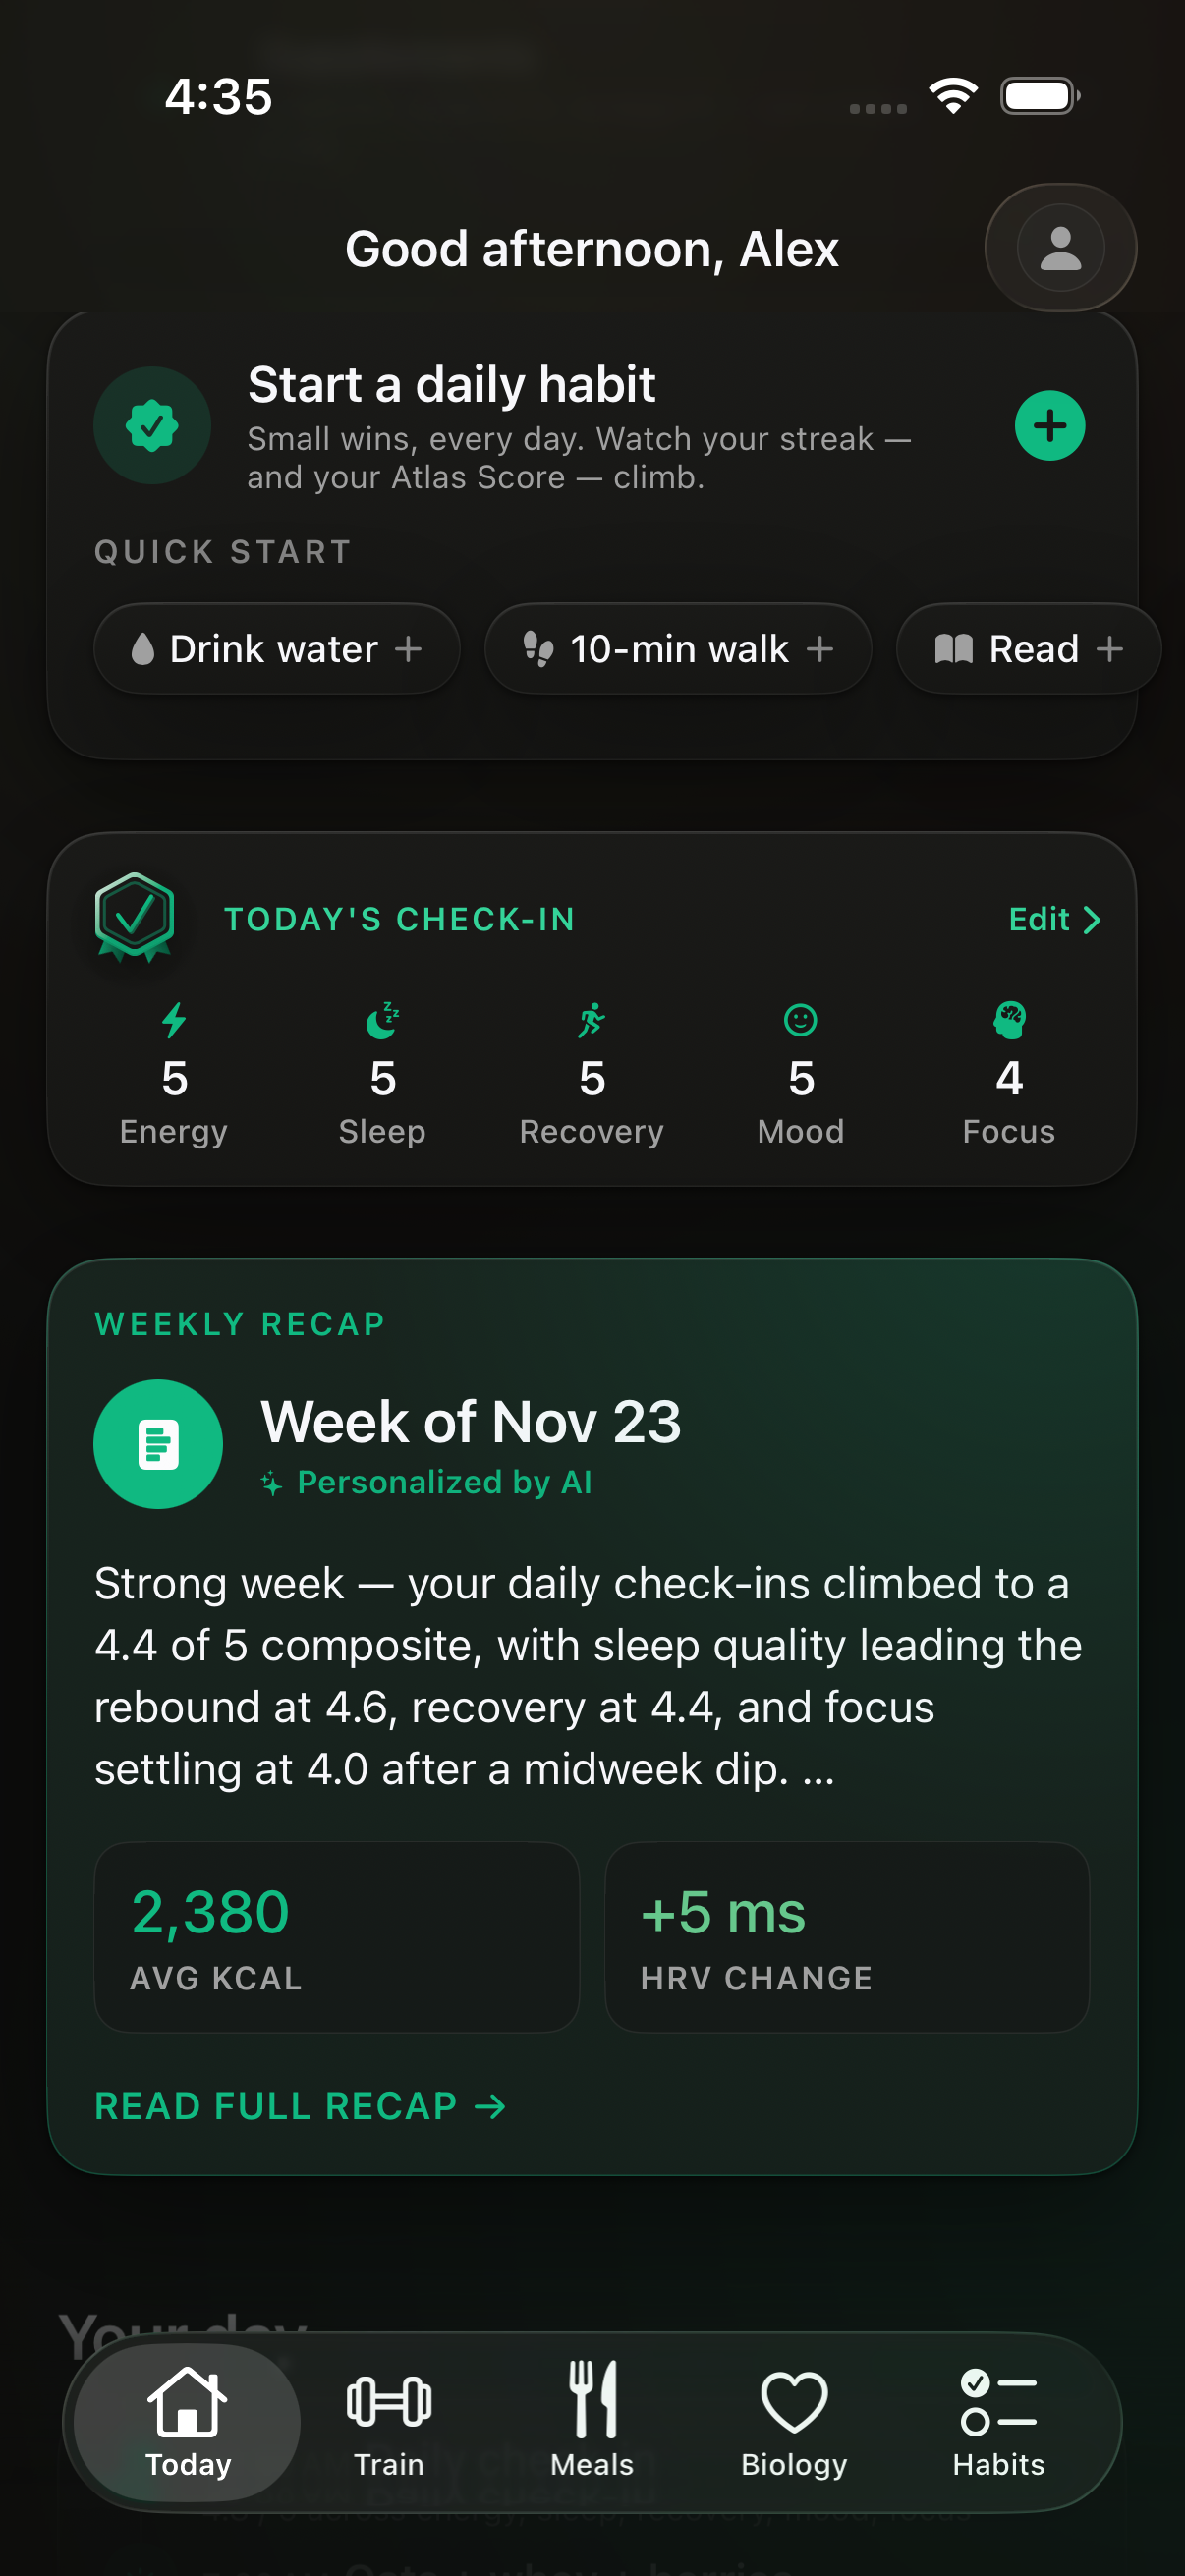 4:35
Good afternoon, Alex
Start a daily habit
Small wins, every day. Watch your streak —
and your Atlas Score — climb.
QUICK START
Drink water
10-min walk
Read
TODAY'S CHECK-IN
Edit
5
5
5
5
4
Energy
Sleep
Recovery
Mood
Focus
WEEKLY RECAP
Week of Nov 23
Personalized by AI
Strong week — your daily check-ins climbed to a
4.4 of 5 composite, with sleep quality leading the
rebound at 4.6, recovery at 4.4, and focus
settling at 4.0 after a midweek dip. ...
2,380
AVG KCAL
+5 ms
HRV CHANGE
READ FULL RECAP →
Your day
Today
Train
Meals
Biology
Habits